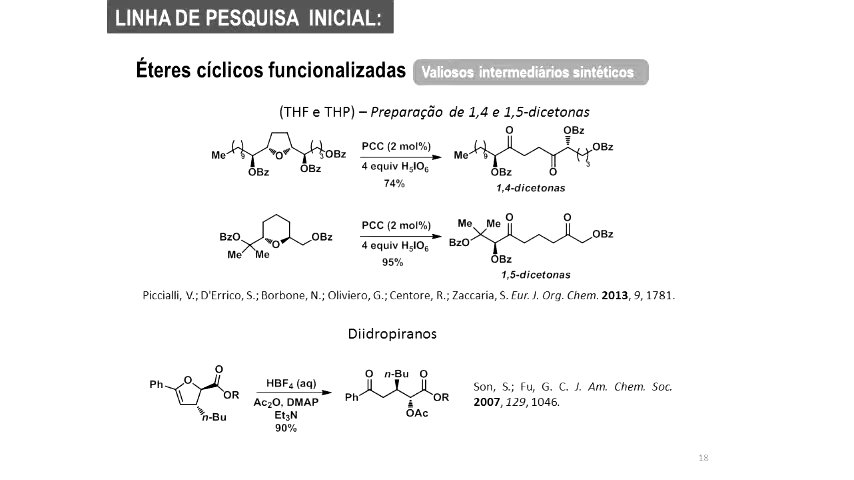 LINHA DE PESQUISA INICIAL:
Éteres cíclicos funcionalizadas Valiosos intermediários sintéticos
(THF e THP) – Preparação de 1,4 e 1,5-dicetonas
Me 9 O 3 OBz
OBz OBz
PCC (2 mol%)
4 equiv H5IO6
74%
O OBz
Me 9 3 OBz
OBz O
1,4-dicetonas
BzO O OBz
Me Me
PCC (2 mol%)
4 equiv H5IO6
95%
Me Me O O
BzO OBz
OBz
1,5-dicetonas
Piccialli, V.; D'Errico, S.; Borbone, N.; Oliviero, G.; Centore, R.; Zaccaria, S. Eur. J. Org. Chem. 2013, 9, 1781.
Diidropiranos
O
Ph O OR
n-Bu
HBF4 (aq)
Ac2O, DMAP
Et3N
90%
O n-Bu O
Ph OR
OAc
Son, S.; Fu, G. C. J. Am. Chem. Soc.
2007, 129, 1046.
18